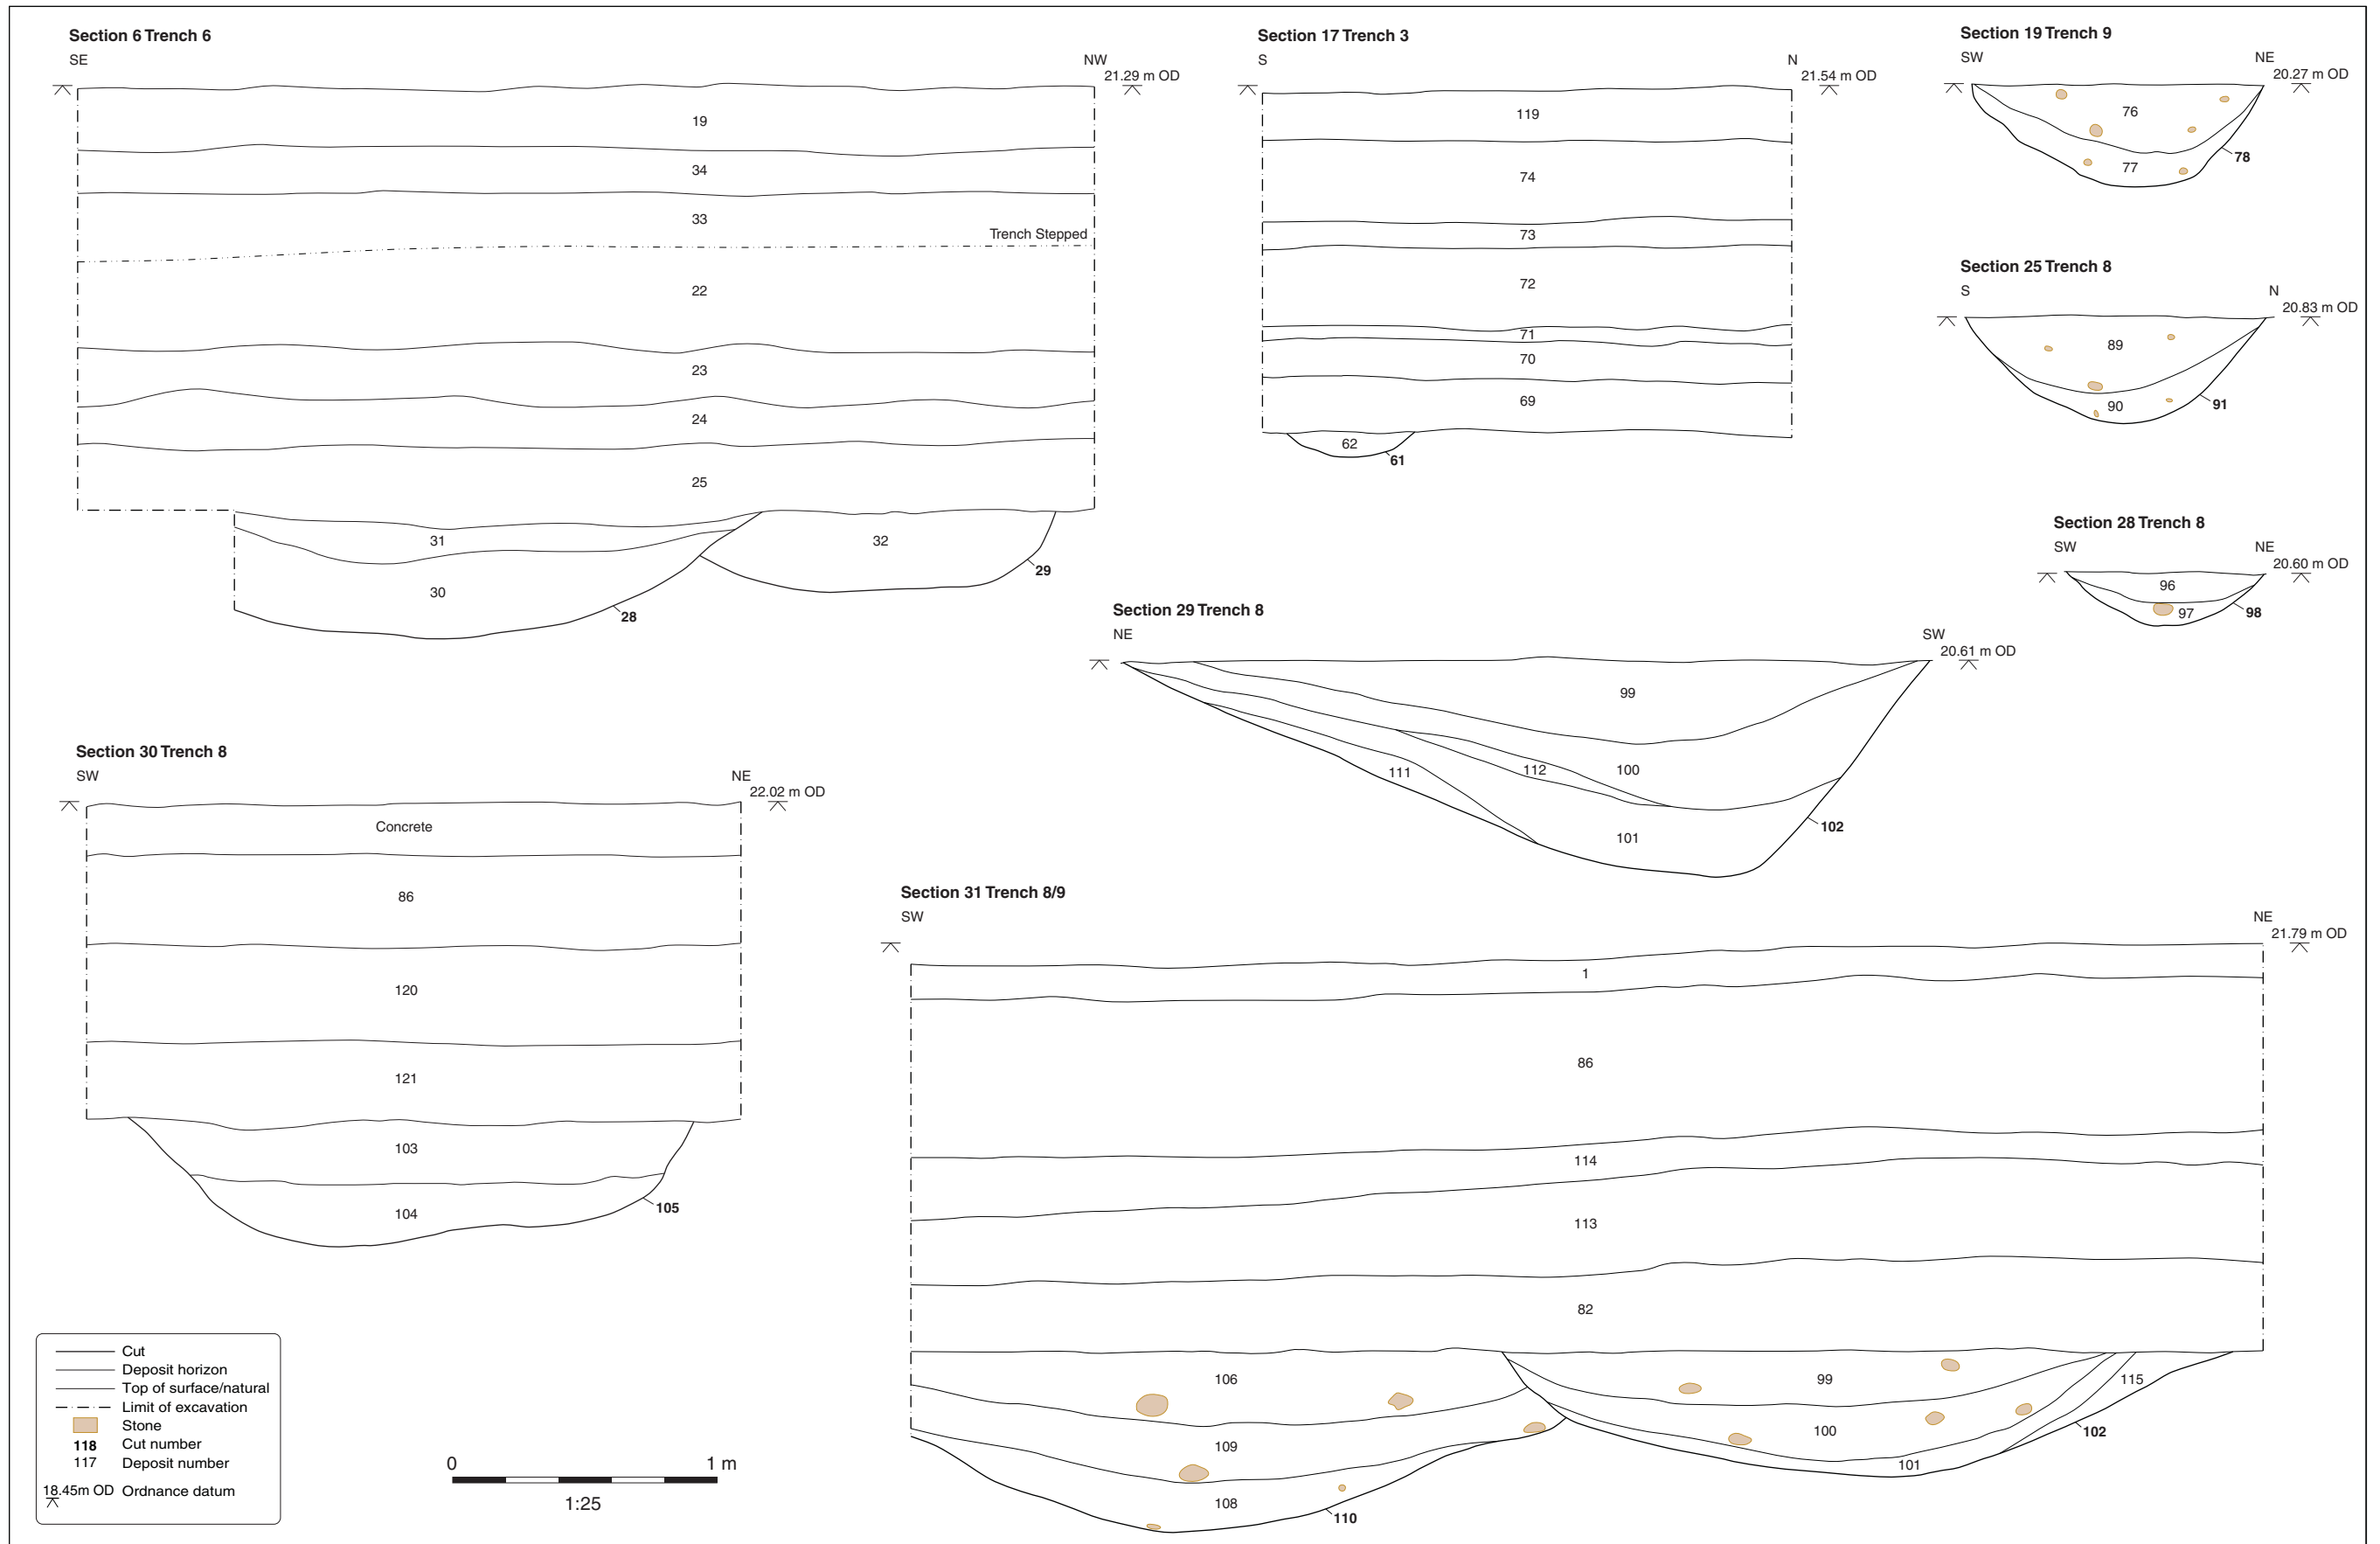 Section 6 Trench 6
SE
NW
21.29 m OD
19
34
33
Trench Stepped
22
23
24
25
31
32
30
29
28
Section 17 Trench 3
S
N
21.54 m OD
119
74
73
72
71
70
69
62
61
Section 19 Trench 9
SW
NE
20.27 m OD
76
77
78
Section 25 Trench 8
S
N
20.83 m OD
89
90
91
Section 28 Trench 8
SW
NE
20.60 m OD
96
97
98
Section 29 Trench 8
NE
SW
20.61 m OD
99
100
111
112
101
102
Section 30 Trench 8
SW
NE
22.02 m OD
Concrete
86
120
121
103
104
105
Section 31 Trench 8/9
SW
NE
21.79 m OD
1
86
114
113
82
106
99
115
109
100
102
101
108
110
Cut
Deposit horizon
Top of surface/natural
Limit of excavation
Stone
118 Cut number
117 Deposit number
18.45m OD Ordnance datum
0 1 m
1:25